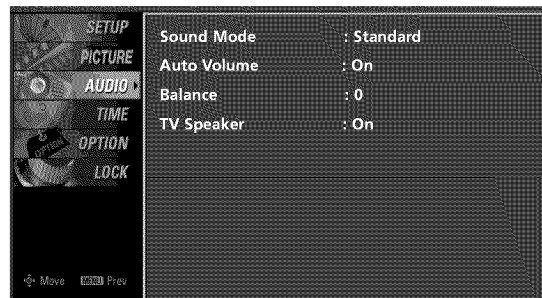 SETUP
PICTURE
AUDIO
TIME
OPTION
LOCK
Sound Mode : Standard
Auto Volume : On
Balance : 0
TV Speaker : On
OPTION
Move MENU Prev